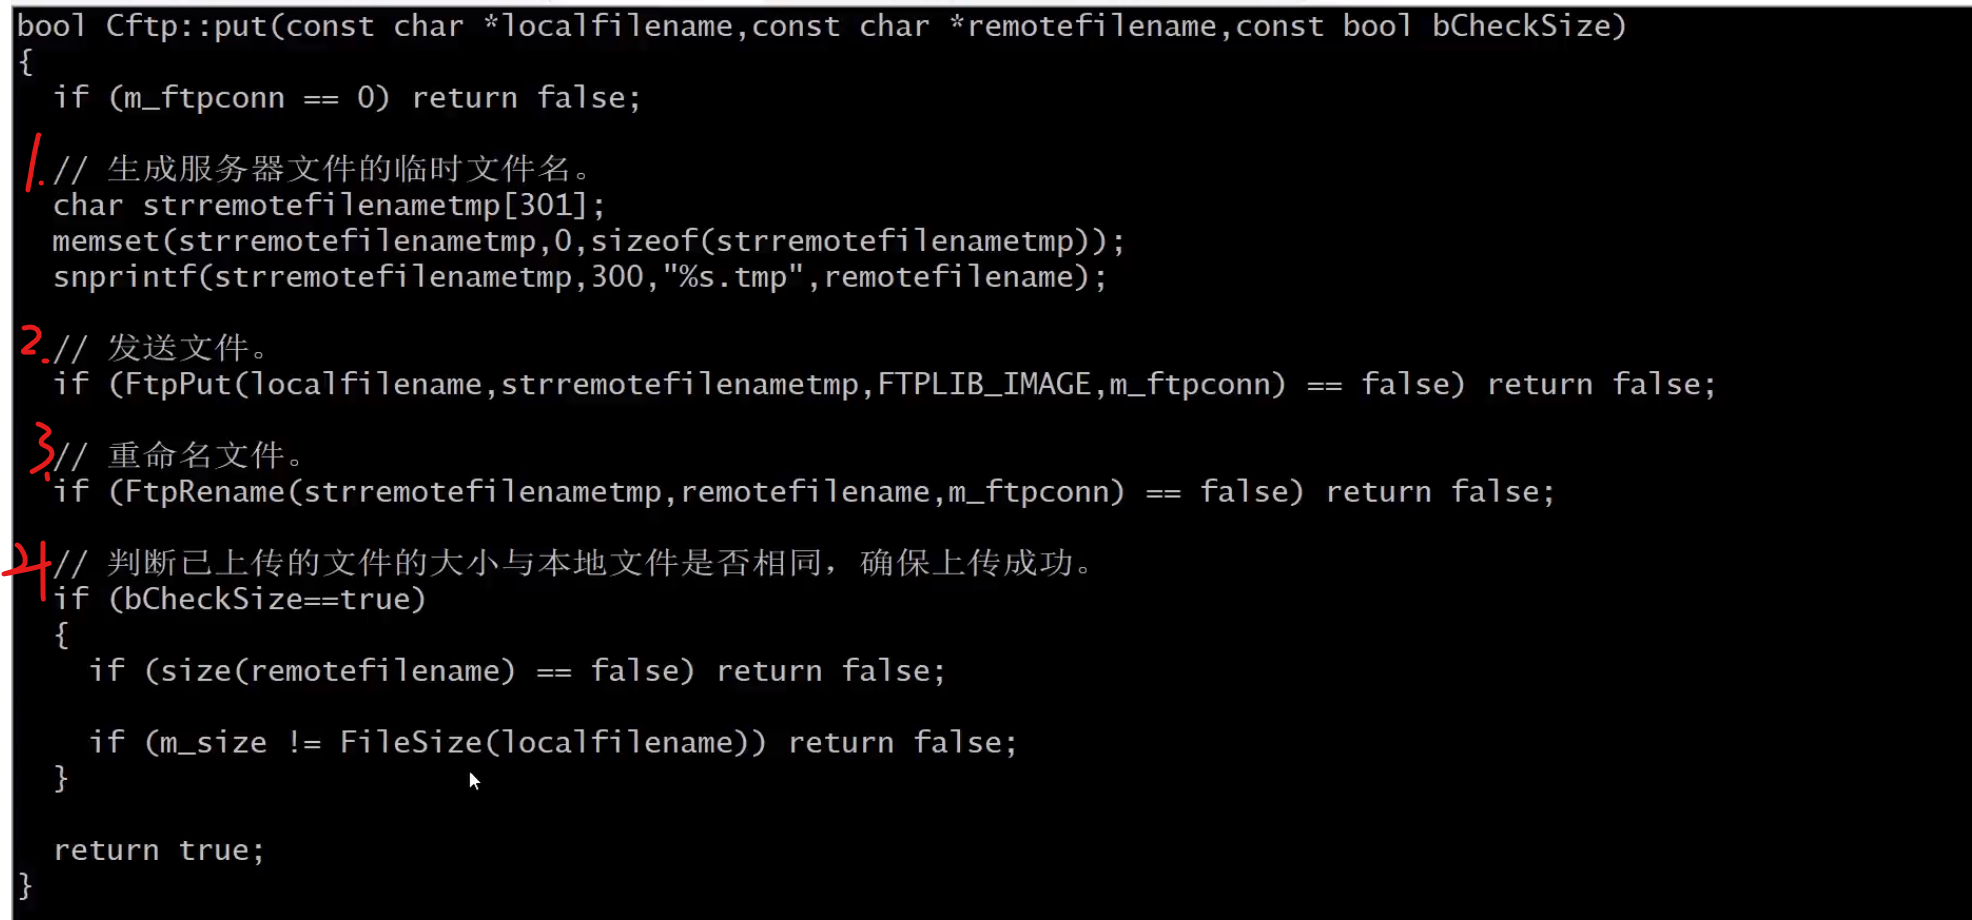 bool Cftp::put(const char *localfilename,const char *remotefilename,const bool bCheckSize)
{
if (m_ftpconn == 0) return false;
1. // 生成服务器文件的临时文件名。
char strremotefilenametmp[301];
memset(strremotefilenametmp,0,sizeof(strremotefilenametmp));
snprintf(strremotefilenametmp,300,"%s.tmp",remotefilename);
2. // 发送文件。
if (FtpPut(localfilename,strremotefilenametmp,FTPLIB_IMAGE,m_ftpconn) == false) return false;
3. // 重命名文件。
if (FtpRename(strremotefilenametmp,remotefilename,m_ftpconn) == false) return false;
4 // 判断已上传的文件的大小与本地文件是否相同，确保上传成功。
if (bCheckSize==true)
{
if (size(remotefilename) == false) return false;
if (m_size != FileSize(localfilename)) return false;
}
return true;
}